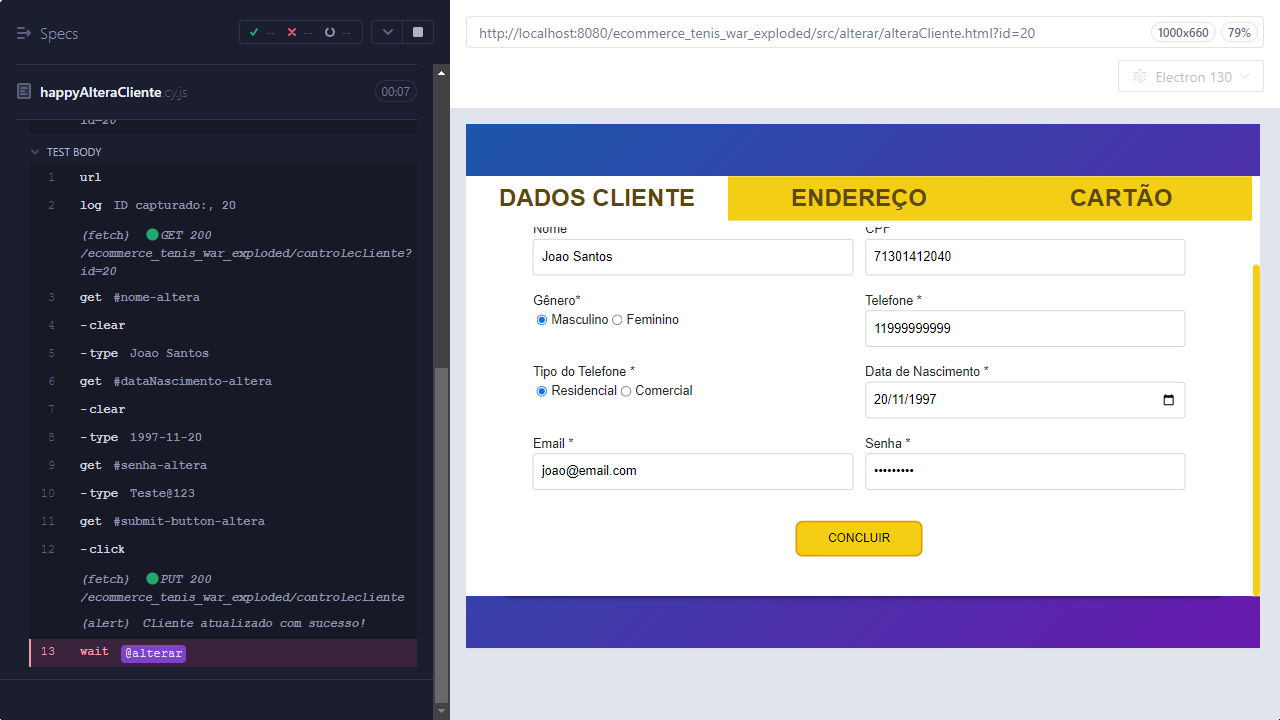 Specs
-- -- --
happyAlteraCliente.cy.js 00:07
id=20
TEST BODY
1 url
2 log ID capturado:, 20
(fetch) GET 200
/ecommerce_tenis_war_exploded/controlecliente?
id=20
3 get #nome-altera
4 -clear
5 -type Joao Santos
6 get #dataNascimento-altera
7 -clear
8 -type 1997-11-20
9 get #senha-altera
10 -type Teste@123
11 get #submit-button-altera
12 -click
(fetch) PUT 200
/ecommerce_tenis_war_exploded/controlecliente
(alert) Cliente atualizado com sucesso!
13 wait @alterar
http://localhost:8080/ecommerce_tenis_war_exploded/src/alterar/alteraCliente.html?id=20 1000x660 79%
Electron 130
DADOS CLIENTE ENDEREÇO CARTÃO
Nome CPF
Joao Santos 71301412040
Gênero* Telefone *
Masculino Feminino 11999999999
Tipo do Telefone * Data de Nascimento *
Residencial Comercial 20/11/1997
Email * Senha *
joao@email.com •••••••••
CONCLUIR